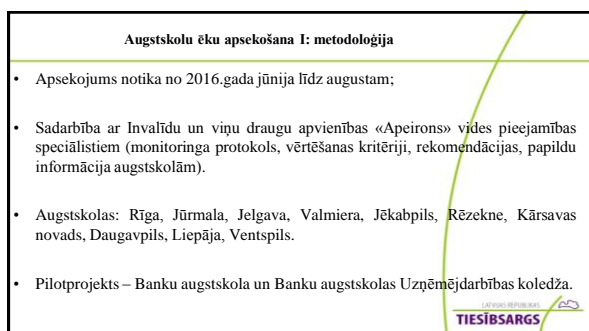 Augstskolu ēku apsekošana I: metodoloģija
• Apsekojums notika no 2016.gada jūnija līdz augustam;
• Sadarbība ar Invalīdu un viņu draugu apvienības «Apeirons» vides pieejamības
speciālistiem (monitoringa protokols, vērtēšanas kritēriji, rekomendācijas, papildu
informācija augstskolām).
• Augstskolas: Rīga, Jūrmala, Jelgava, Valmiera, Jēkabpils, Rēzekne, Kārsavas
novads, Daugavpils, Liepāja, Ventspils.
• Pilotprojekts – Banku augstskola un Banku augstskolas Uzņēmējdarbības koledža.
LATVIJAS REPUBLIKAS
TIESĪBSARGS